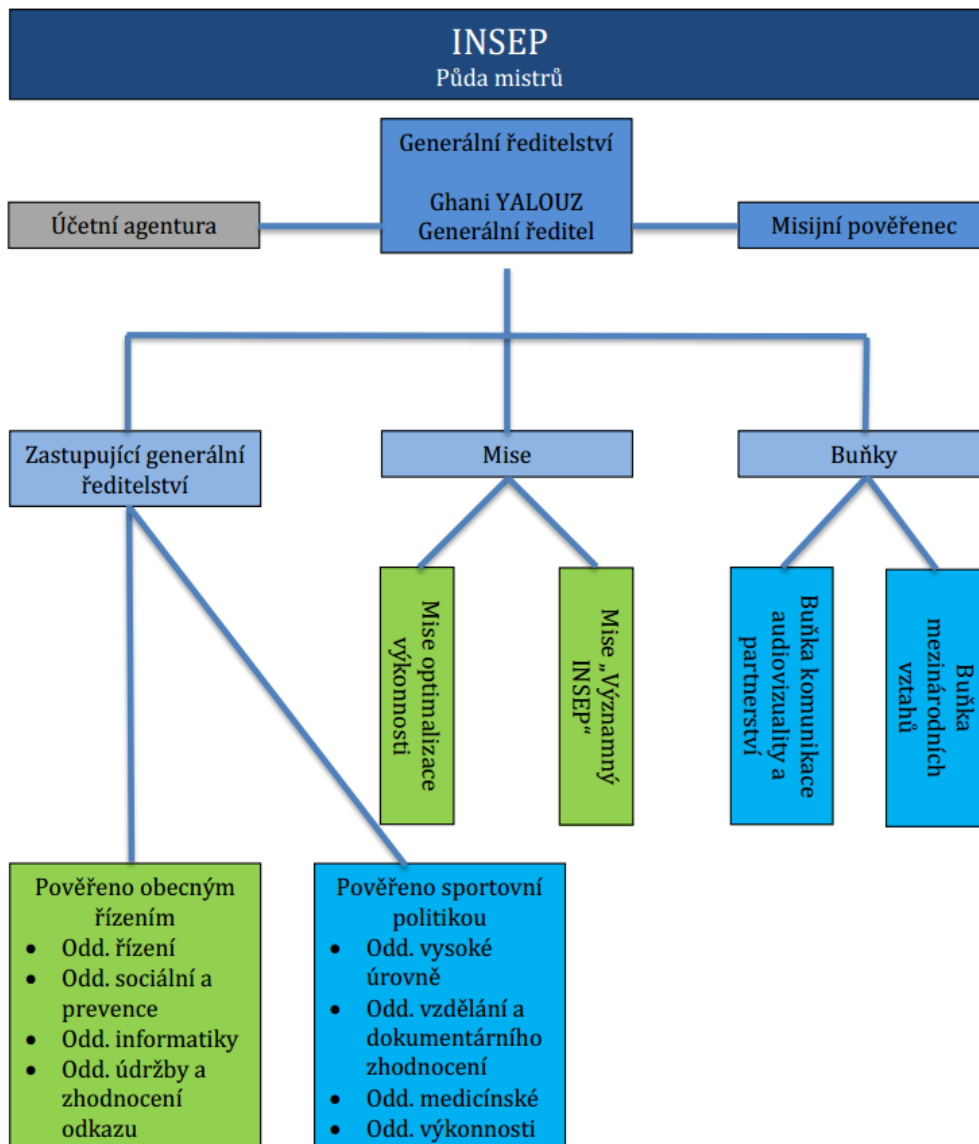 INSEP
Půda mistrů
Generální ředitelství
Ghani YALOUZ
Generální ředitel
Účetní agentura
Misijní pověřenec
Zastupující generální
ředitelství
Mise
Buňky
Mise optimalizace
výkonnosti
Mise „Významný
INSEP“
Buňka komunikace
audiovizuality a
partnerství
Buňka
mezinárodních
vztahů
Pověřeno obecným
řízením
• Odd. řízení
• Odd. sociální a
prevence
• Odd. informatiky
• Odd. údržby a
zhodnocení
odkazu
Pověřeno sportovní
politikou
• Odd. vysoké
úrovně
• Odd. vzdělání a
dokumentárního
zhodnocení
• Odd. medicínské
• Odd. výkonnosti